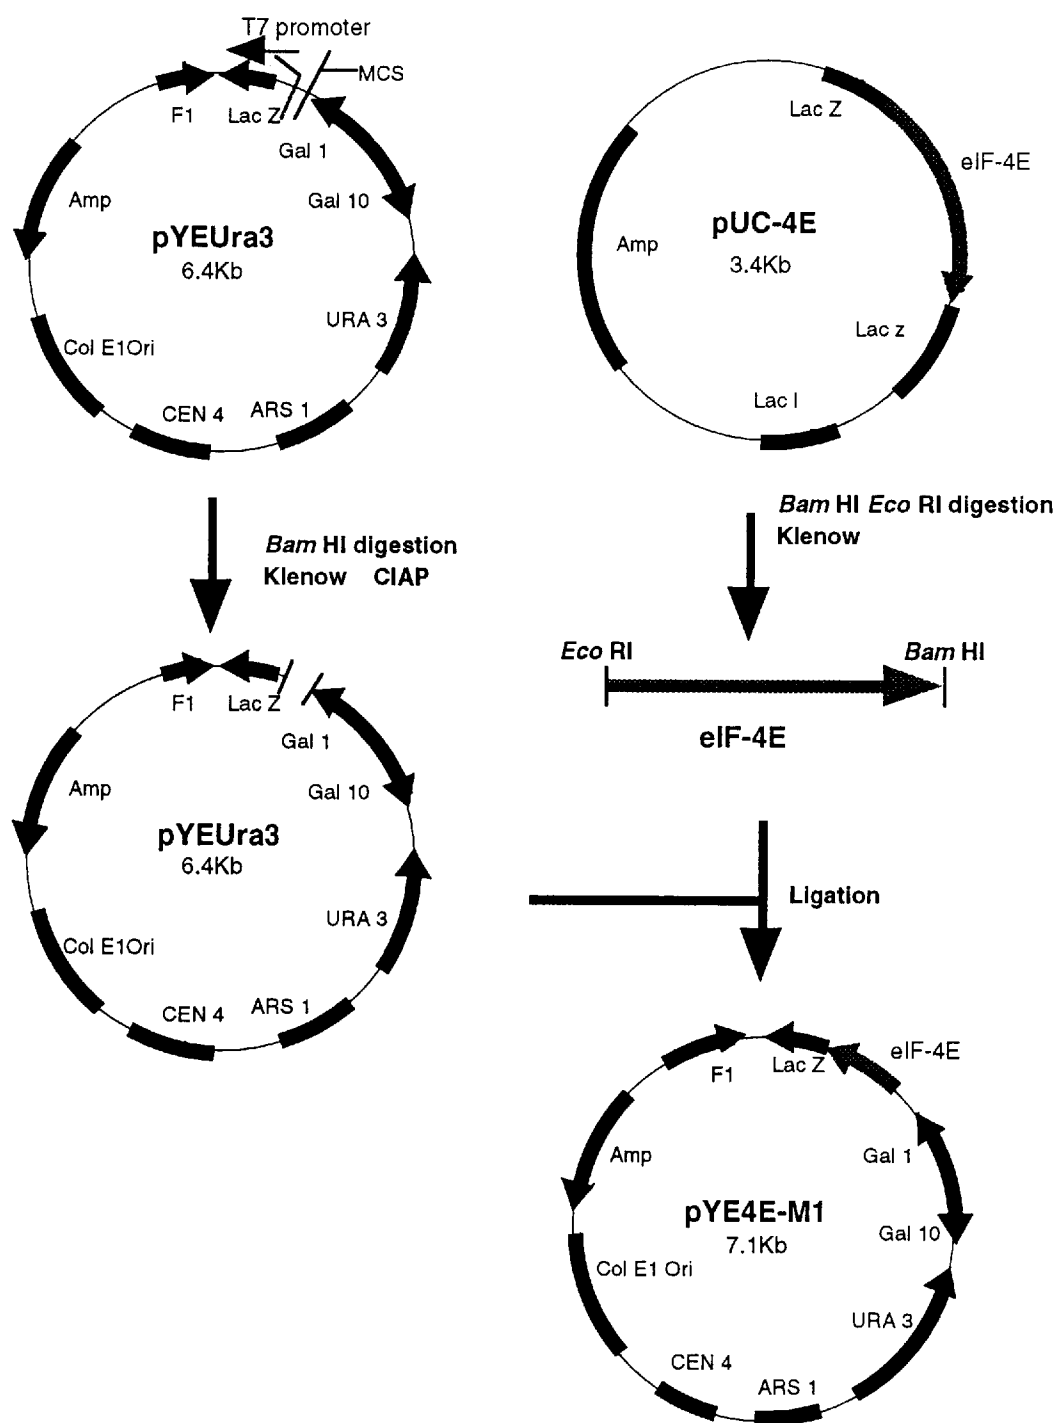 T7 promoter
MCS
F1
Lac Z
Gal 1
Amp
Gal 10
pYEUra3
6.4Kb
URA 3
Col E1Ori
CEN 4
ARS 1
Lac Z
eIF-4E
Amp
pUC-4E
3.4Kb
Lac z
Lac I
Bam HI digestion
Klenow CIAP
Bam HI Eco RI digestion
Klenow
F1
Lac Z
Gal 1
Amp
Gal 10
pYEUra3
6.4Kb
URA 3
Col E1Ori
CEN 4
ARS 1
Eco RI
Bam HI
eIF-4E
Ligation
F1
Lac Z
eIF-4E
Amp
Gal 1
pYE4E-M1
7.1Kb
Gal 10
Col E1 Ori
URA 3
CEN 4
ARS 1